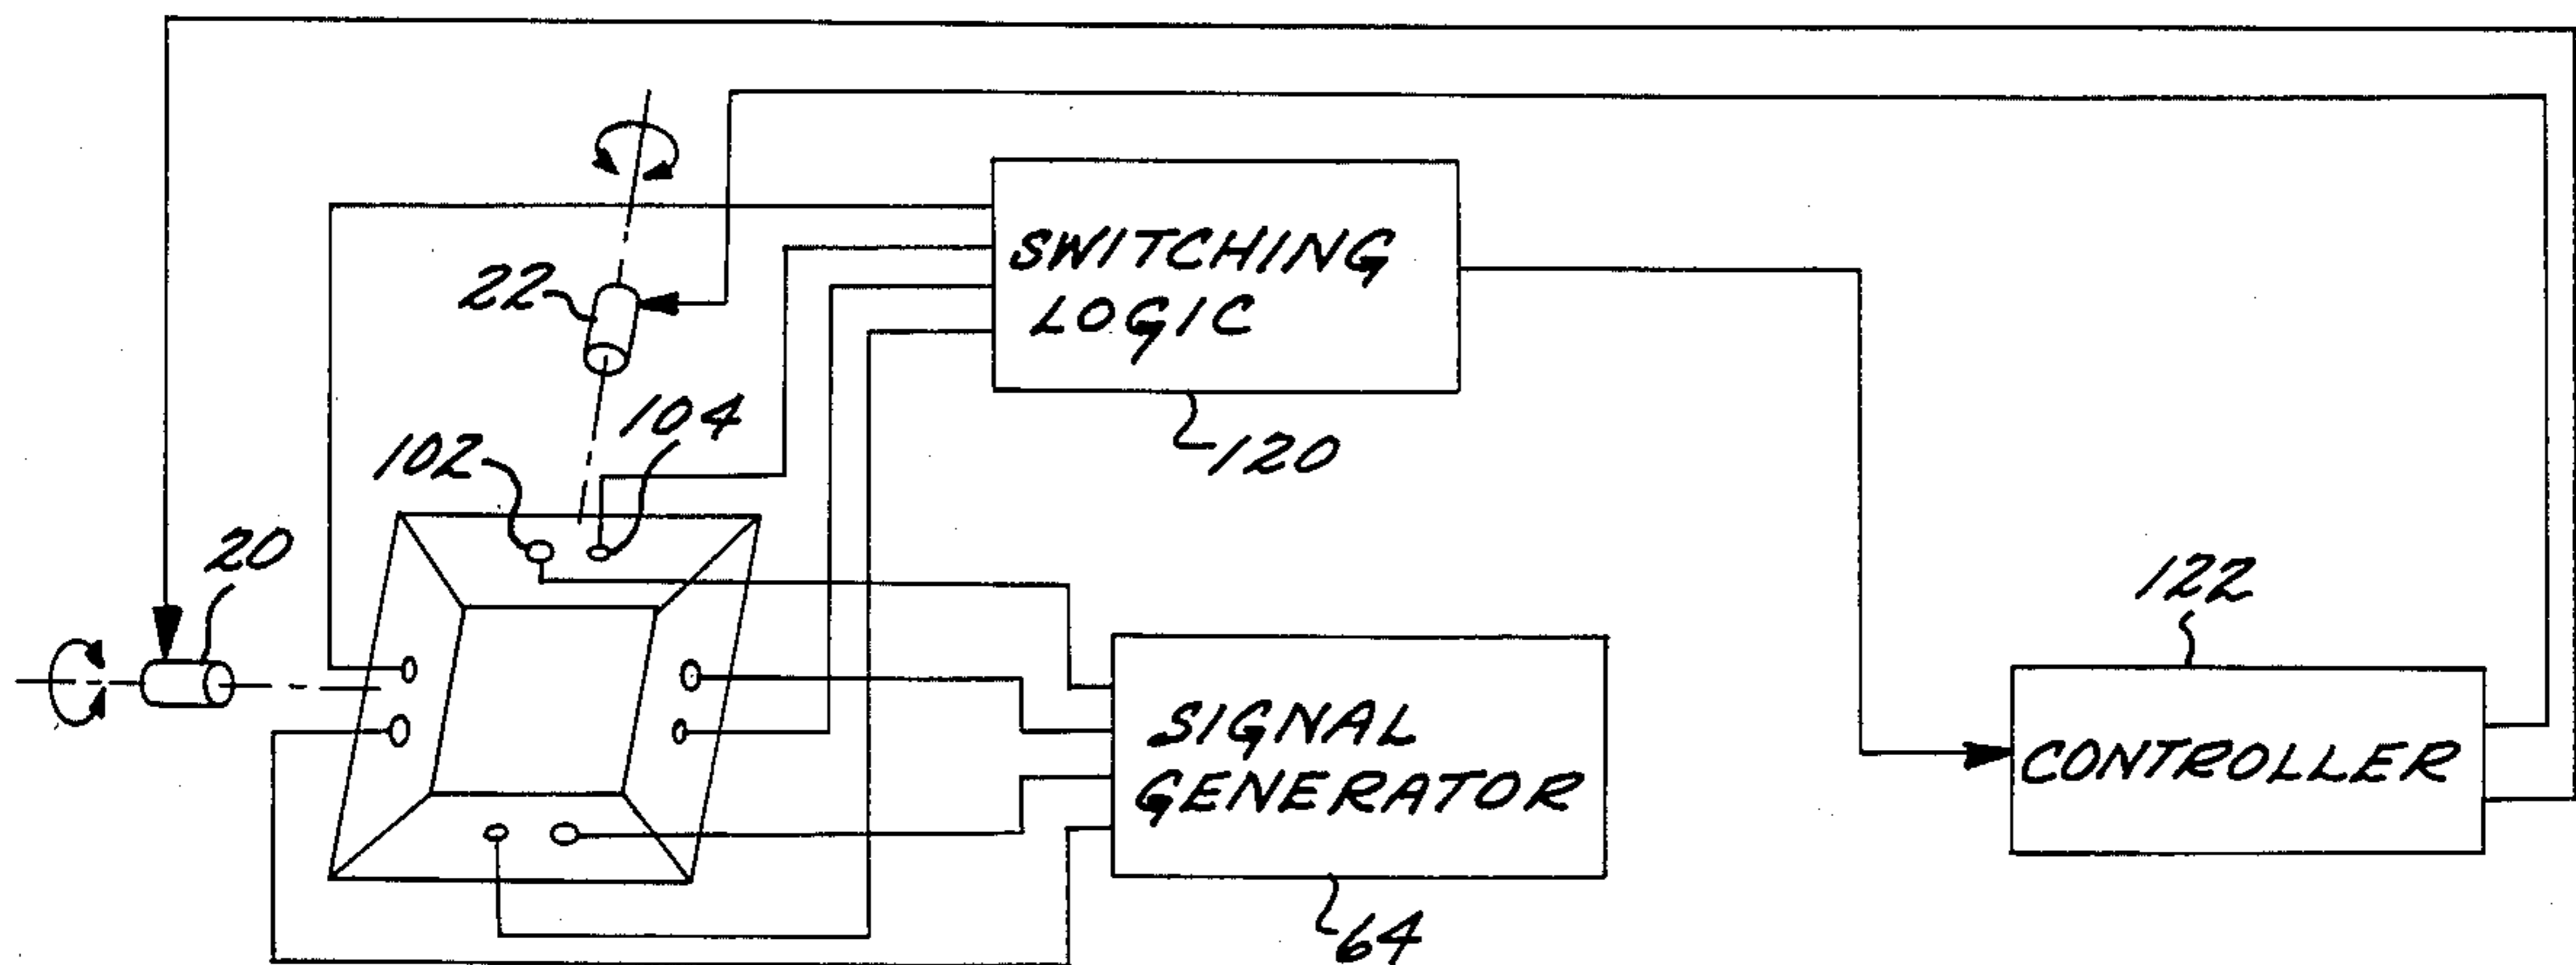 22
SWITCHING
LOGIC
104
102
120
20
122
SIGNAL
GENERATOR
CONTROLLER
64